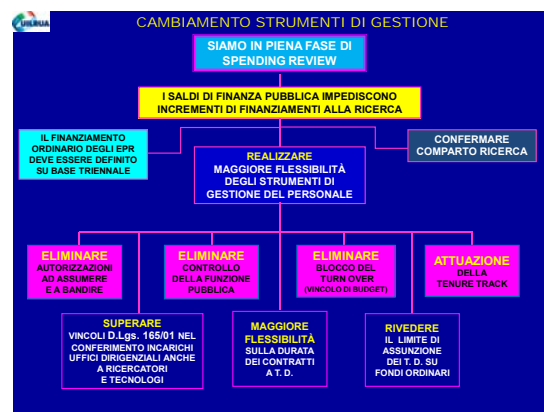 UILRUA
CAMBIAMENTO STRUMENTI DI GESTIONE
SIAMO IN PIENA FASE DI
SPENDING REVIEW
I SALDI DI FINANZA PUBBLICA IMPEDISCONO
INCREMENTI DI FINANZIAMENTI ALLA RICERCA
IL FINANZIAMENTO
ORDINARIO DEGLI EPR
DEVE ESSERE DEFINITO
SU BASE TRIENNALE
CONFERMARE
COMPARTO RICERCA
REALIZZARE
MAGGIORE FLESSIBILITÀ
DEGLI STRUMENTI DI
GESTIONE DEL PERSONALE
ELIMINARE
AUTORIZZAZIONI
AD ASSUMERE
E A BANDIRE
ELIMINARE
CONTROLLO
DELLA FUNZIONE
PUBBLICA
ELIMINARE
BLOCCO DEL
TURN OVER
(VINCOLO DI BUDGET)
ATTUAZIONE
DELLA
TENURE TRACK
SUPERARE
VINCOLI D.Lgs. 165/01 NEL
CONFERIMENTO INCARICHI
UFFICI DIRIGENZIALI ANCHE
A RICERCATORI
E TECNOLOGI
MAGGIORE
FLESSIBILITÀ
SULLA DURATA
DEI CONTRATTI
A T. D.
RIVEDERE
IL LIMITE DI
ASSUNZIONE
DEI T. D. SU
FONDI ORDINARI